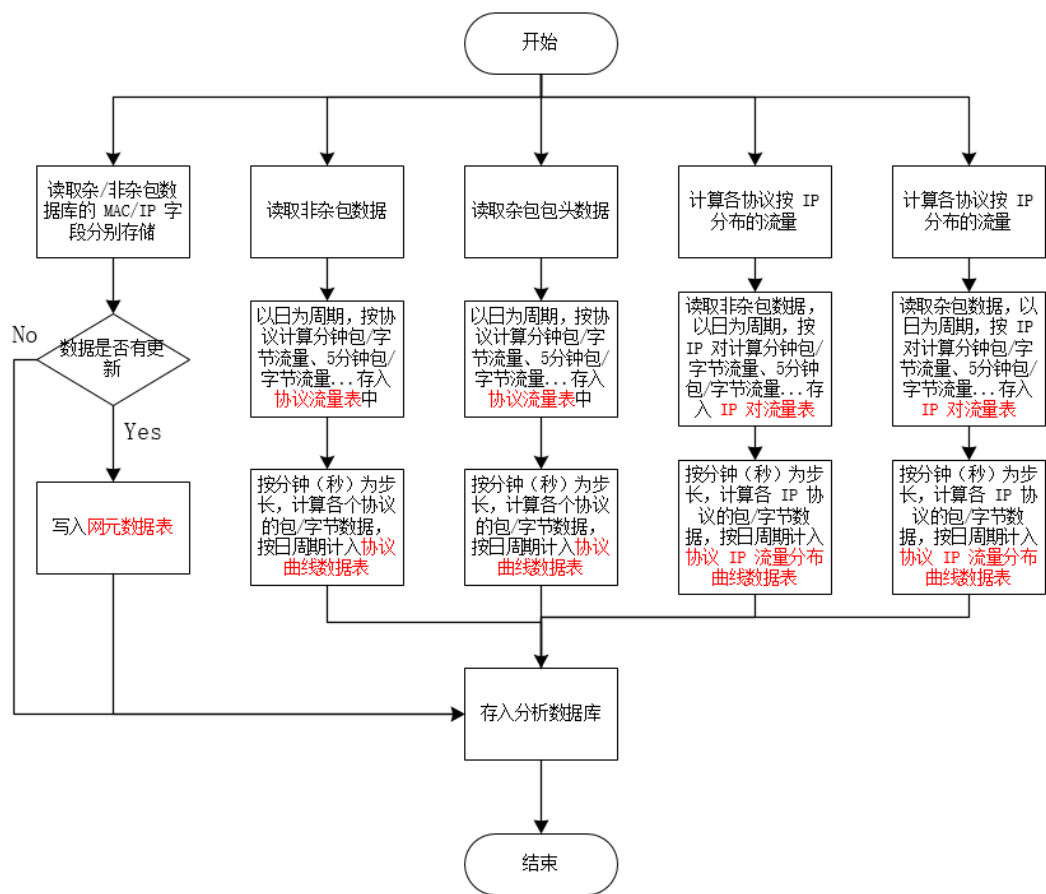 开始
读取杂/非杂包数
据库的 MAC/IP 字
段分别存储
读取非杂包数据
读取杂包包头数据
计算各协议按 IP
分布的流量
计算各协议按 IP
分布的流量
No
数据是否有更
新
Yes
写入网元数据表
以日为周期，按协
议计算分钟包/字
节流量、5分钟包/
字节流量...存入
协议流量表中
以日为周期，按协
议计算分钟包/字
节流量、5分钟包/
字节流量...存入
协议流量表中
读取非杂包数据，
以日为周期，按
IP 对计算分钟包/
字节流量、5分钟
包/字节流量...存
入 IP 对流量表
读取杂包数据，以
日为周期，按 IP
对计算分钟包/字
节流量、5分钟包/
字节流量...存入
IP 对流量表
按分钟（秒）为步
长，计算各个协议
的包/字节数据，
按日周期计入协议
曲线数据表
按分钟（秒）为步
长，计算各个协议
的包/字节数据，
按日周期计入协议
曲线数据表
按分钟（秒）为步
长，计算各 IP 协
议的包/字节数
据，按日周期计入
协议 IP 流量分布
曲线数据表
按分钟（秒）为步
长，计算各 IP 协
议的包/字节数
据，按日周期计入
协议 IP 流量分布
曲线数据表
存入分析数据库
结束